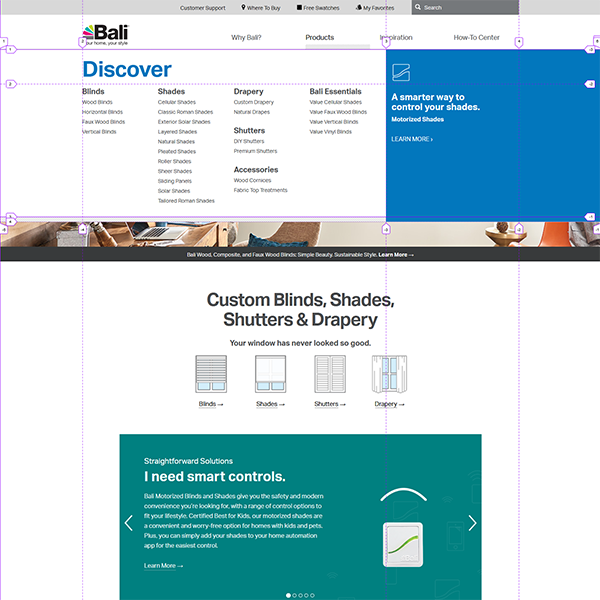 Customer Support Where To Buy Free Swatches My Favorites Search
Bali
our home, your style
Why Bali? Products Inspiration How-To Center
Discover
Blinds
Wood Blinds
Horizontal Blinds
Faux Wood Blinds
Vertical Blinds
Shades
Cellular Shades
Classic Roman Shades
Exterior Solar Shades
Layered Shades
Natural Shades
Pleated Shades
Roller Shades
Sheer Shades
Sliding Panels
Solar Shades
Tailored Roman Shades
Drapery
Custom Drapery
Natural Drapes
Shutters
DIY Shutters
Premium Shutters
Accessories
Wood Cornices
Fabric Top Treatments
Bali Essentials
Value Cellular Shades
Value Faux Wood Blinds
Value Vertical Blinds
Value Vinyl Blinds
A smarter way to
control your shades.
Motorized Shades
LEARN MORE ›
Bali Wood, Composite, and Faux Wood Blinds: Simple Beauty. Sustainable Style. Learn More →
Custom Blinds, Shades,
Shutters & Drapery
Your window has never looked so good.
Blinds → Shades → Shutters → Drapery →
Straightforward Solutions
I need smart controls.
Bali Motorized Blinds and Shades give you the safety and modern
convenience you're looking for, with a range of control options to
fit your lifestyle. Certified Best for Kids, our motorized shades are
a convenient and worry-free option for homes with kids and pets.
Plus, you can simply add your shades to your home automation
app for the easiest control.
Learn More →